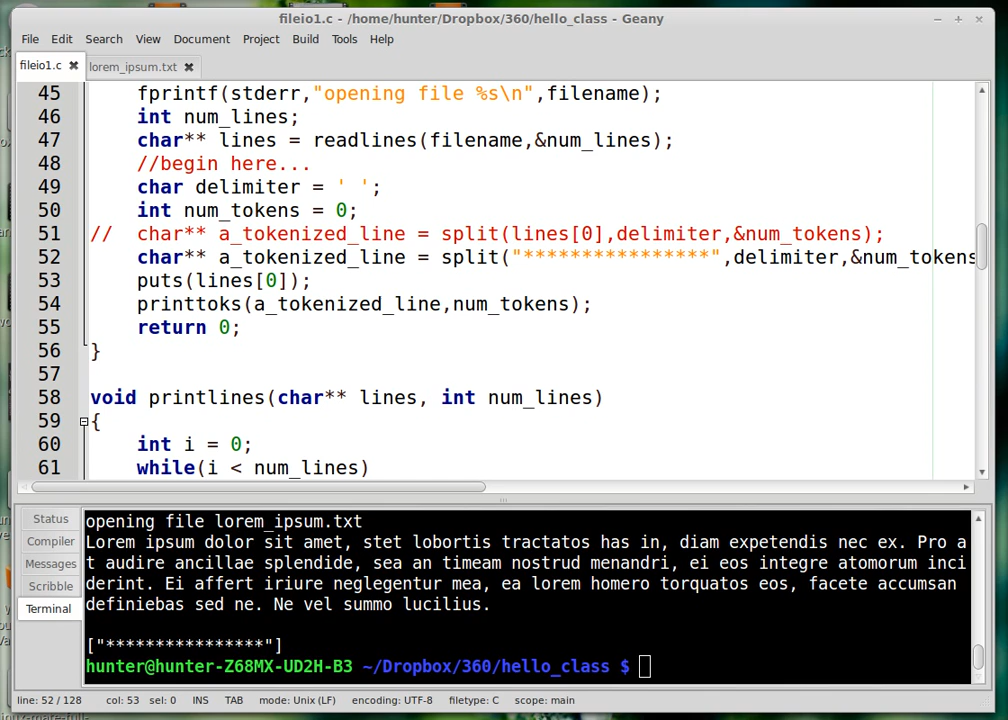 fileio1.c - /home/hunter/Dropbox/360/hello_class - Geany
File Edit Search View Document Project Build Tools Help
fileio1.c lorem_ipsum.txt
45 fprintf(stderr,"opening file %s\n",filename);
46 int num_lines;
47 char** lines = readlines(filename,&num_lines);
48 //begin here...
49 char delimiter = ' ';
50 int num_tokens = 0;
51 // char** a_tokenized_line = split(lines[0],delimiter,&num_tokens);
52 char** a_tokenized_line = split("****************",delimiter,&num_tokens
53 puts(lines[0]);
54 printtoks(a_tokenized_line,num_tokens);
55 return 0;
56 }
57
58 void printlines(char** lines, int num_lines)
59 {
60 int i = 0;
61 while(i < num_lines)
Status
Compiler
Messages
Scribble
Terminal
opening file lorem_ipsum.txt
Lorem ipsum dolor sit amet, stet lobortis tractatos has in, diam expetendis nec ex. Pro a
t audire ancillae splendide, sea an timeam nostrud menandri, ei eos integre atomorum inci
derint. Ei affert iriure neglegentur mea, ea lorem homero torquatos eos, facete accumsan
definiebas sed ne. Ne vel summo lucilius.
["****************"]
hunter@hunter-Z68MX-UD2H-B3 ~/Dropbox/360/hello_class $
line: 52 / 128 col: 53 sel: 0 INS TAB mode: Unix (LF) encoding: UTF-8 filetype: C scope: main